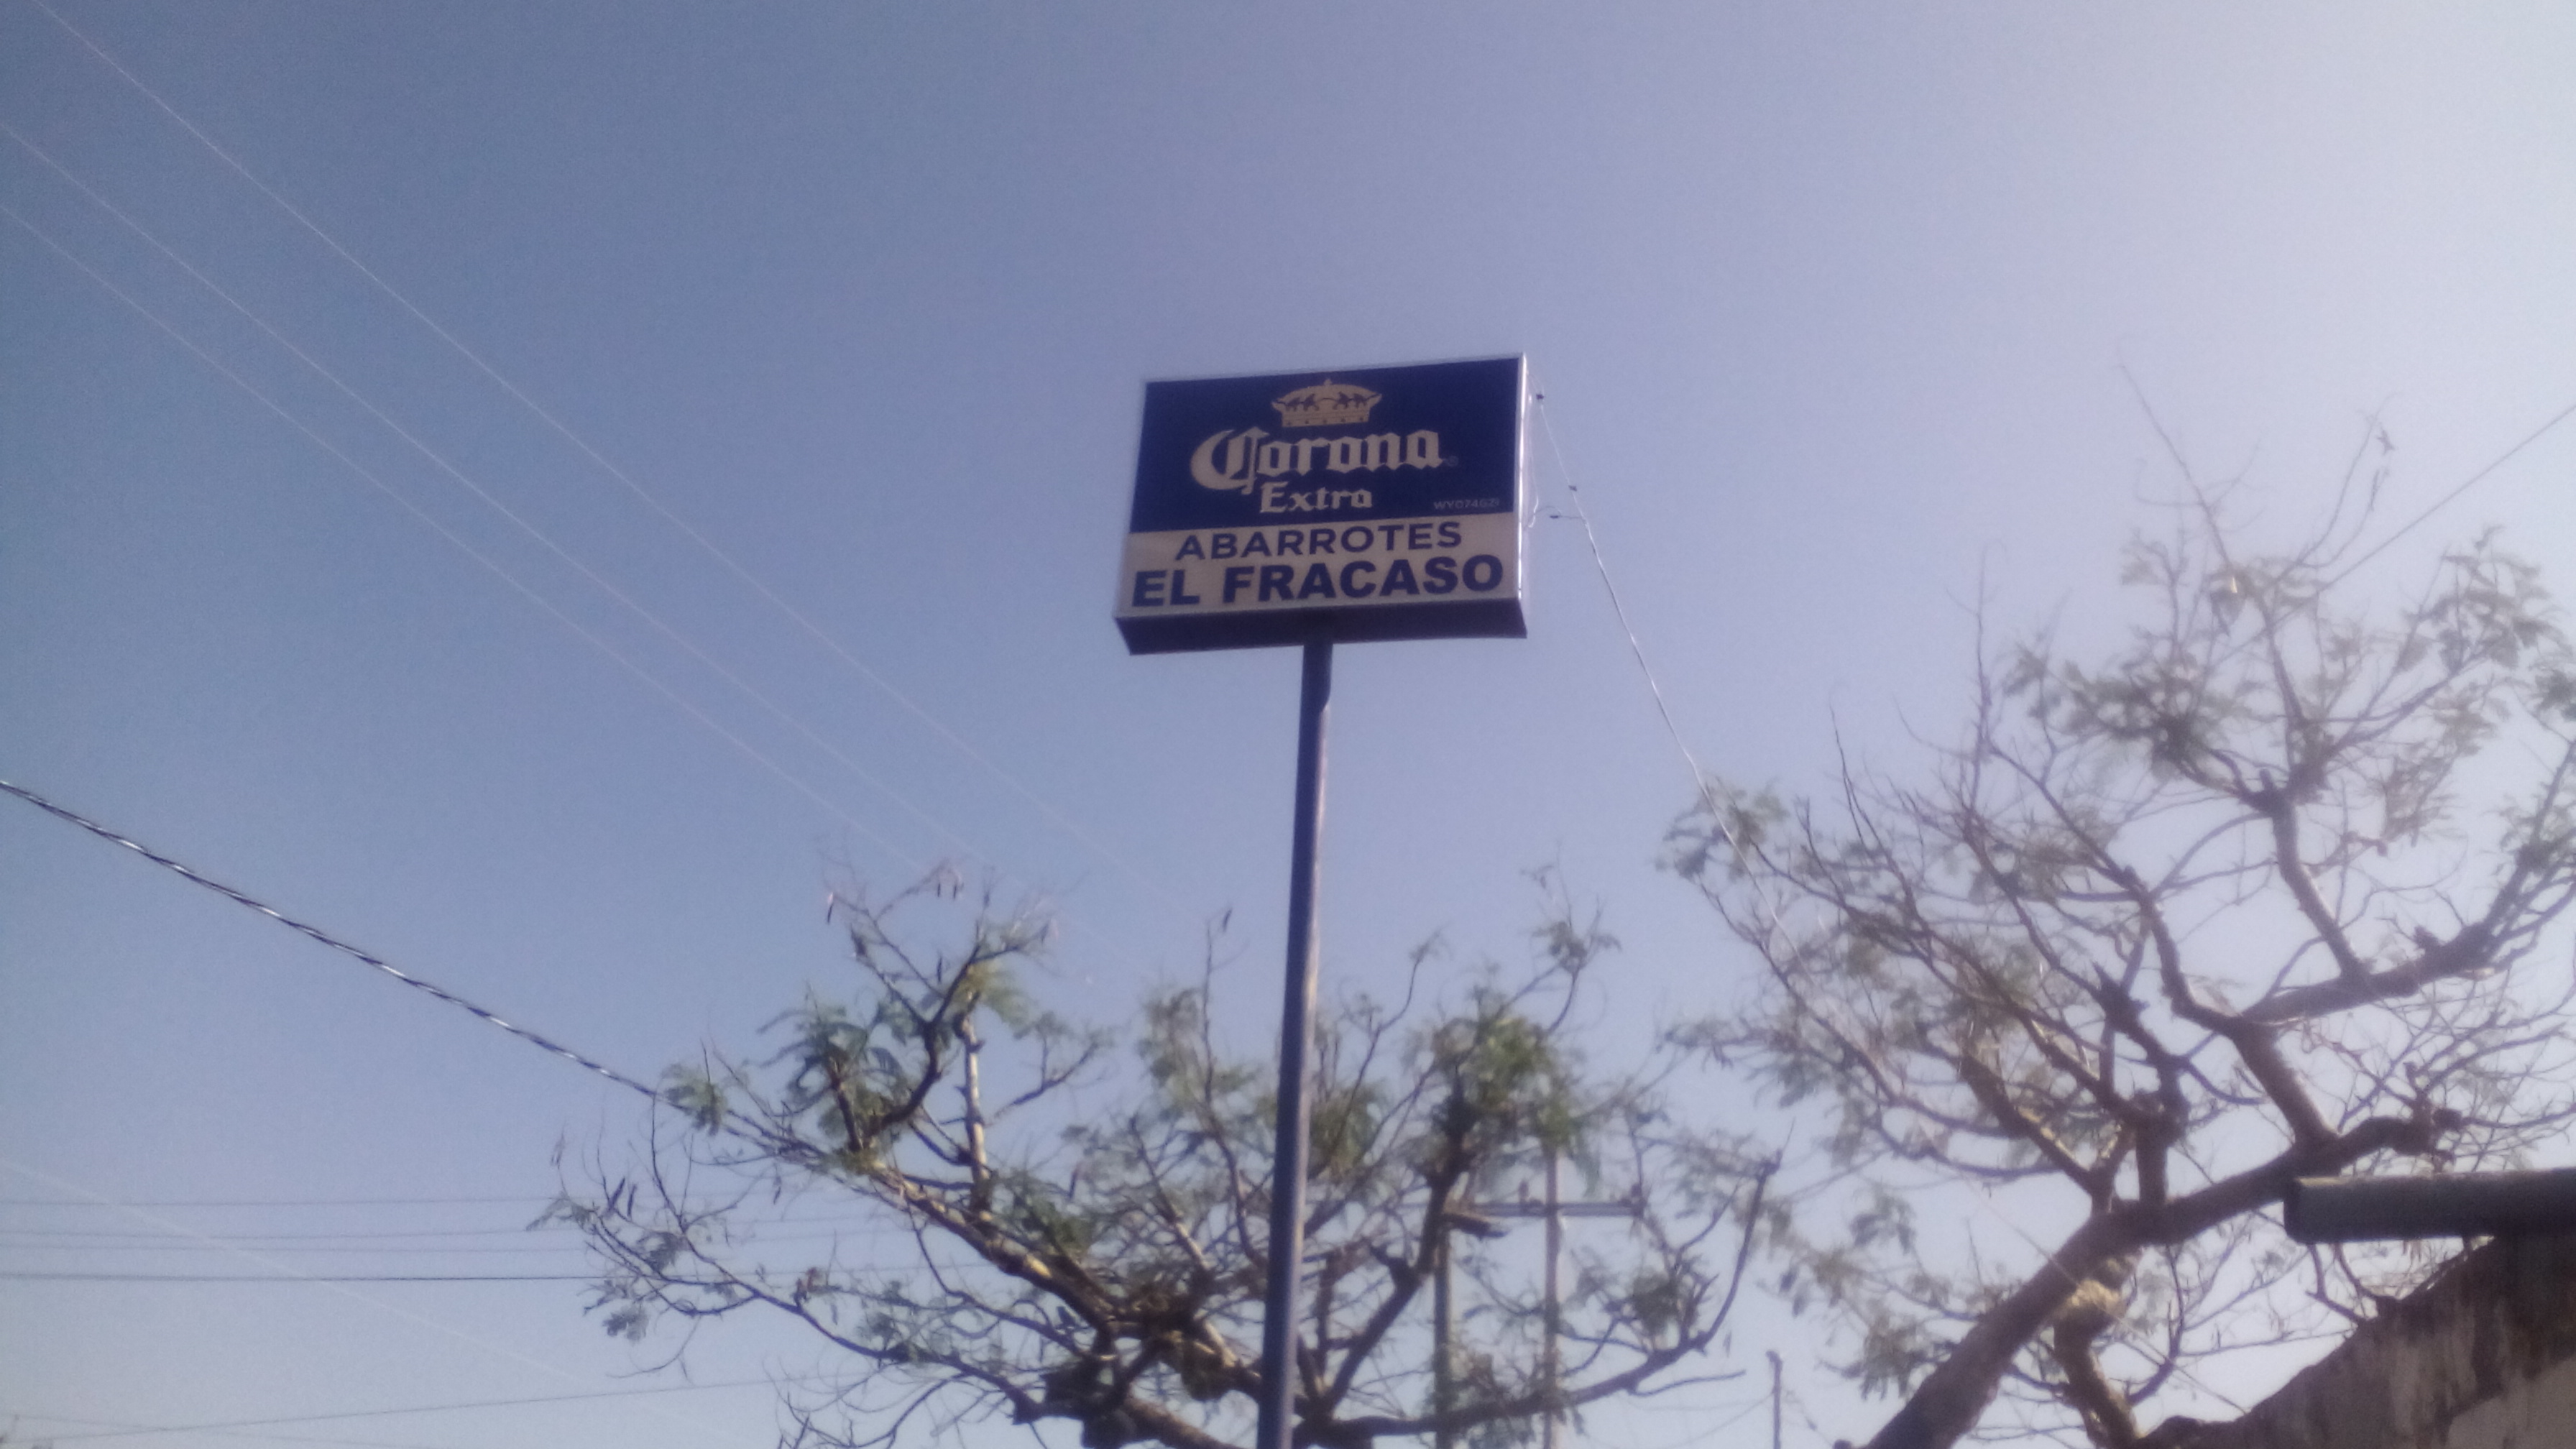 Corona
Extra
ABARROTES
EL FRACASO